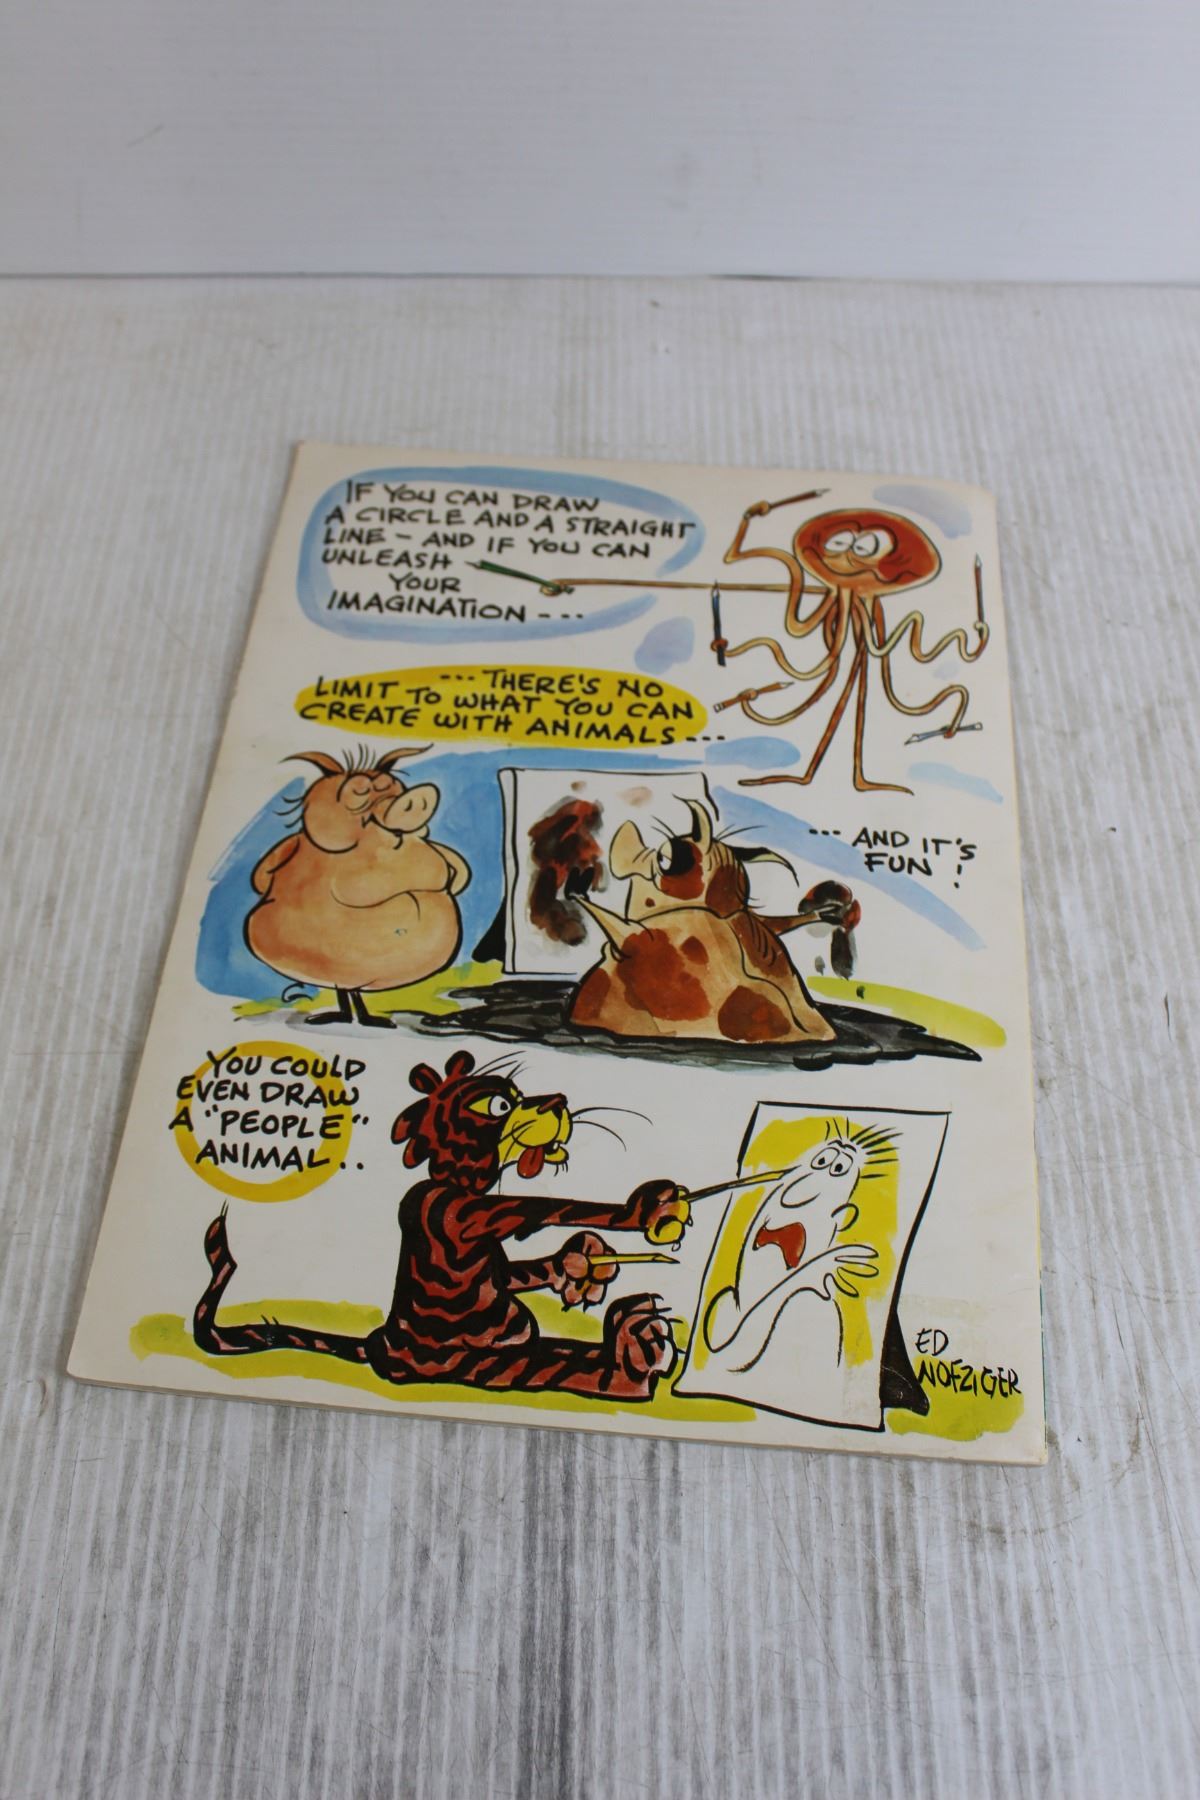 IF YOU CAN DRAW
A CIRCLE AND A STRAIGHT
LINE - AND IF YOU CAN
UNLEASH
YOUR
IMAGINATION ---
--- THERE'S NO
LIMIT TO WHAT YOU CAN
CREATE WITH ANIMALS ---
--- AND IT'S
FUN !
YOU COULD
EVEN DRAW
A "PEOPLE"
ANIMAL..
ED
NOFZIGER